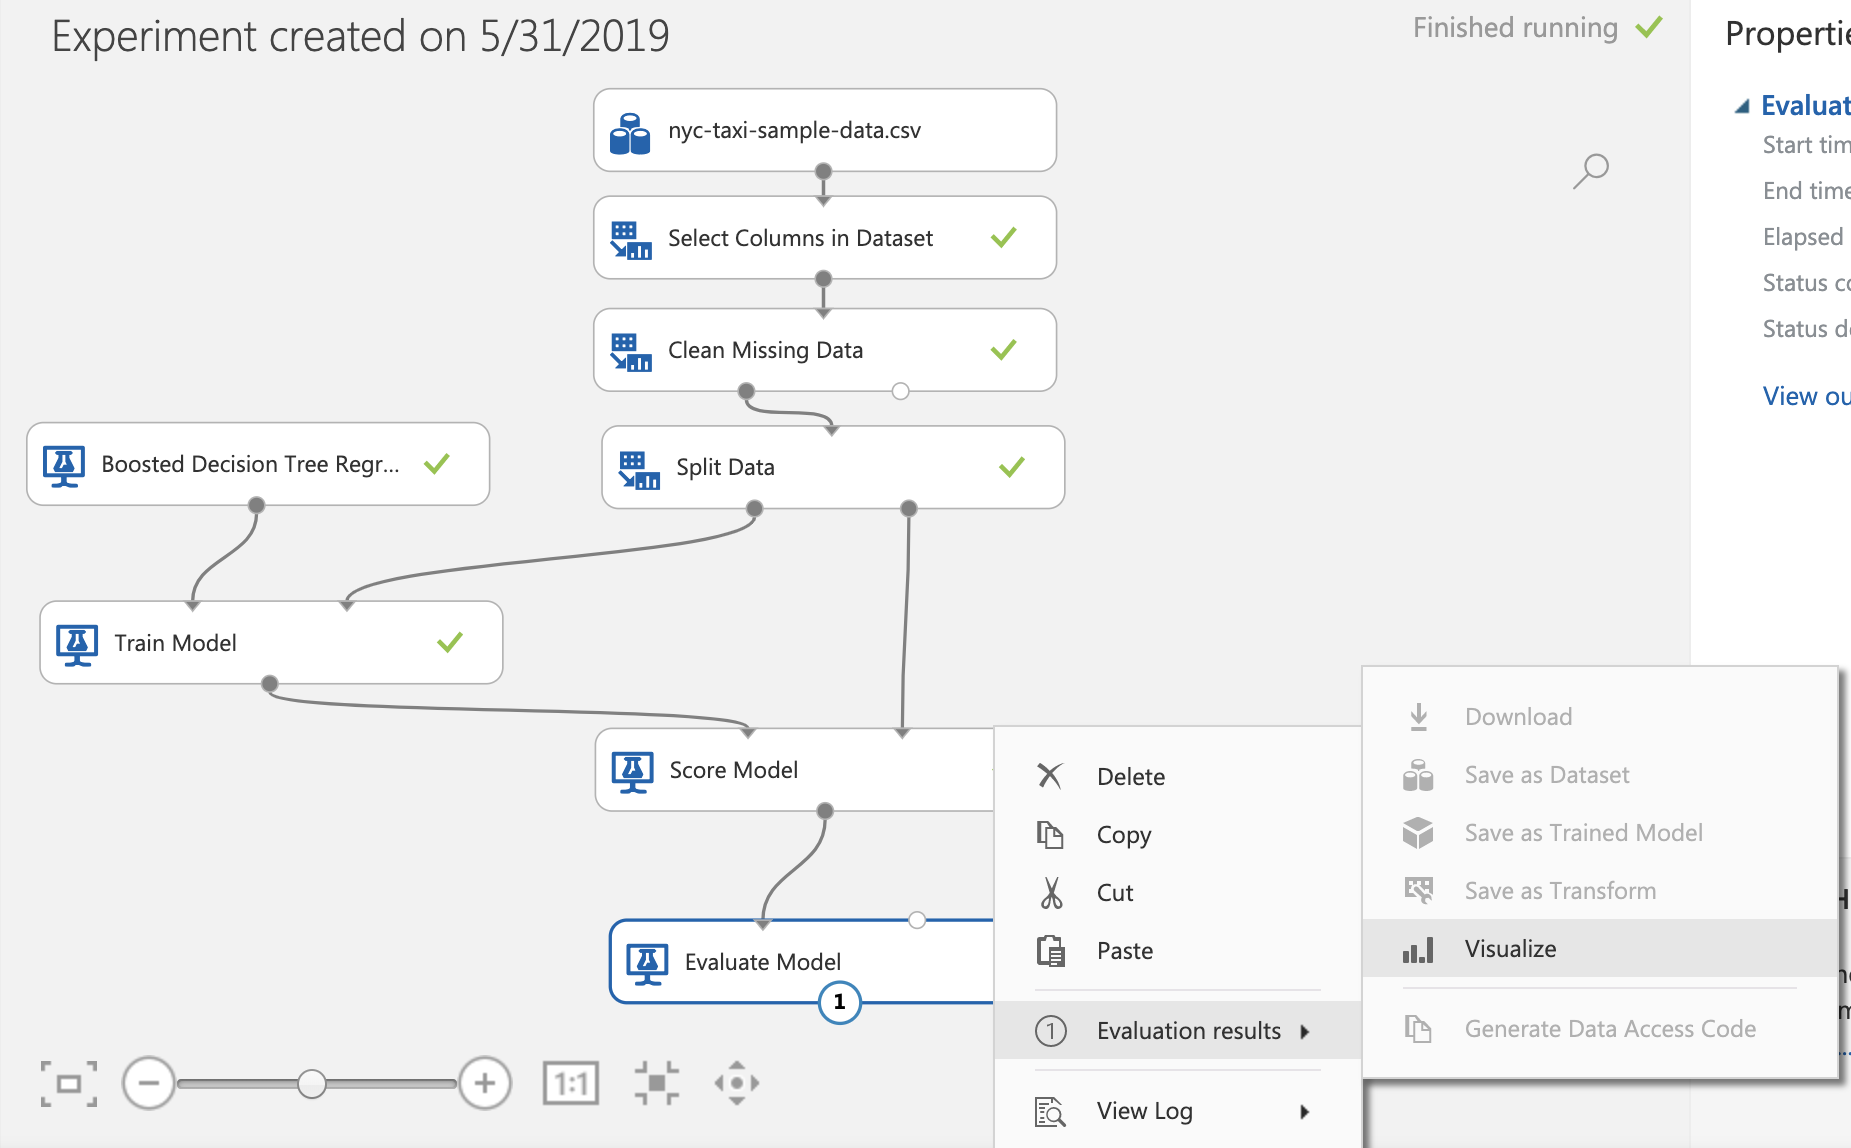 Experiment created on 5/31/2019
Finished running
nyc-taxi-sample-data.csv
Select Columns in Dataset
Clean Missing Data
Boosted Decision Tree Regr...
Split Data
Train Model
Score Model
Evaluate Model
1
1:1
Delete
Copy
Cut
Paste
1 Evaluation results
View Log
Download
Save as Dataset
Save as Trained Model
Save as Transform
Visualize
Generate Data Access Code
Propertie
Evaluat
Start tim
End time
Elapsed
Status co
Status de
View ou